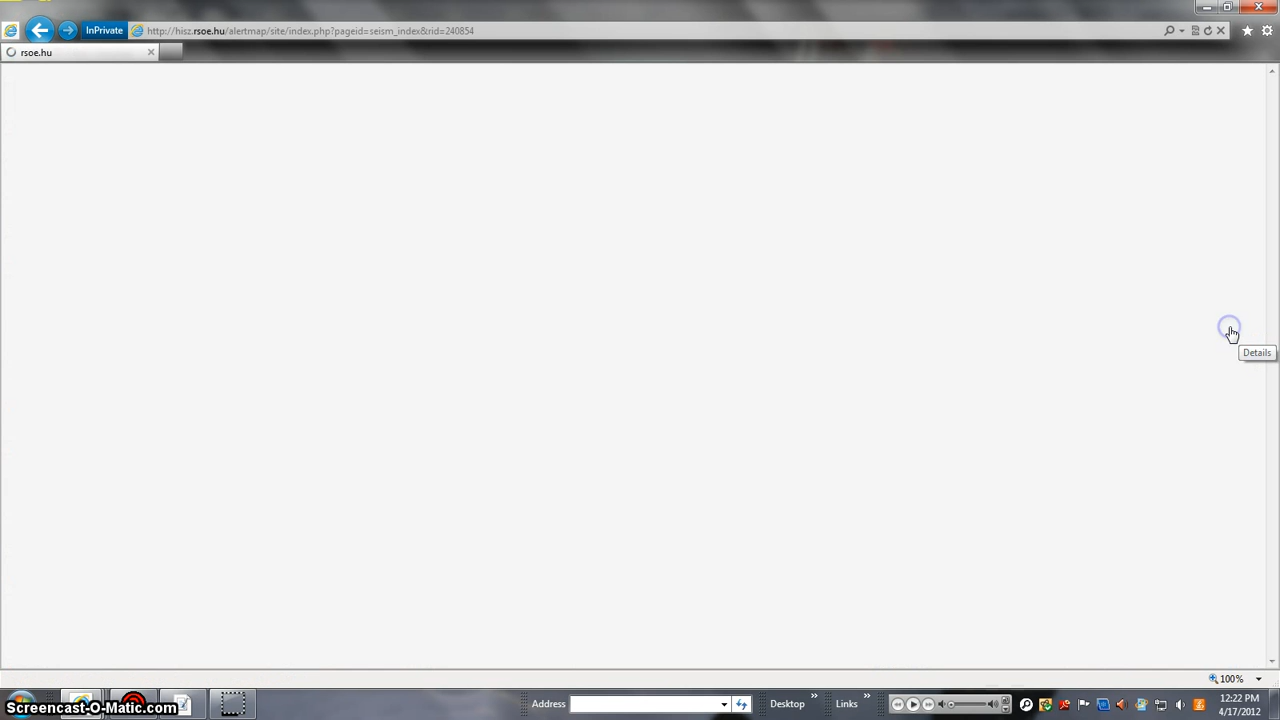 InPrivate
http://hisz.rsoe.hu/alertmap/site/index.php?pageid=seism_index&rid=240854
rsoe.hu
Details
100%
Address
Desktop
Links
12:22 PM
4/17/2012
Screencast-O-Matic.com